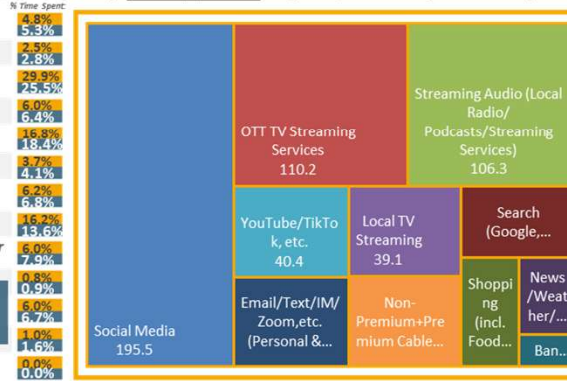 % Time Spent:
4.8%
5.3%
2.5%
2.8%
29.9%
25.5%
6.0%
6.4%
16.8%
18.4%
3.7%
4.1%
6.2%
6.8%
16.2%
13.6%
6.0%
7.9%
0.8%
0.9%
6.0%
6.7%
1.0%
1.6%
0.0%
0.0%
Social Media
195.5
OTT TV Streaming
Services
110.2
Streaming Audio (Local
Radio/
Podcasts/Streaming
Services)
106.3
YouTube/TikTo
k, etc.
40.4
Local TV
Streaming
39.1
Search
(Google,...
Email/Text/IM/
Zoom,etc.
(Personal &...
Non-
Premium+Pre
mium Cable...
Shoppi
ng
(incl.
Food...
News
/Weat
her/...
Ban...